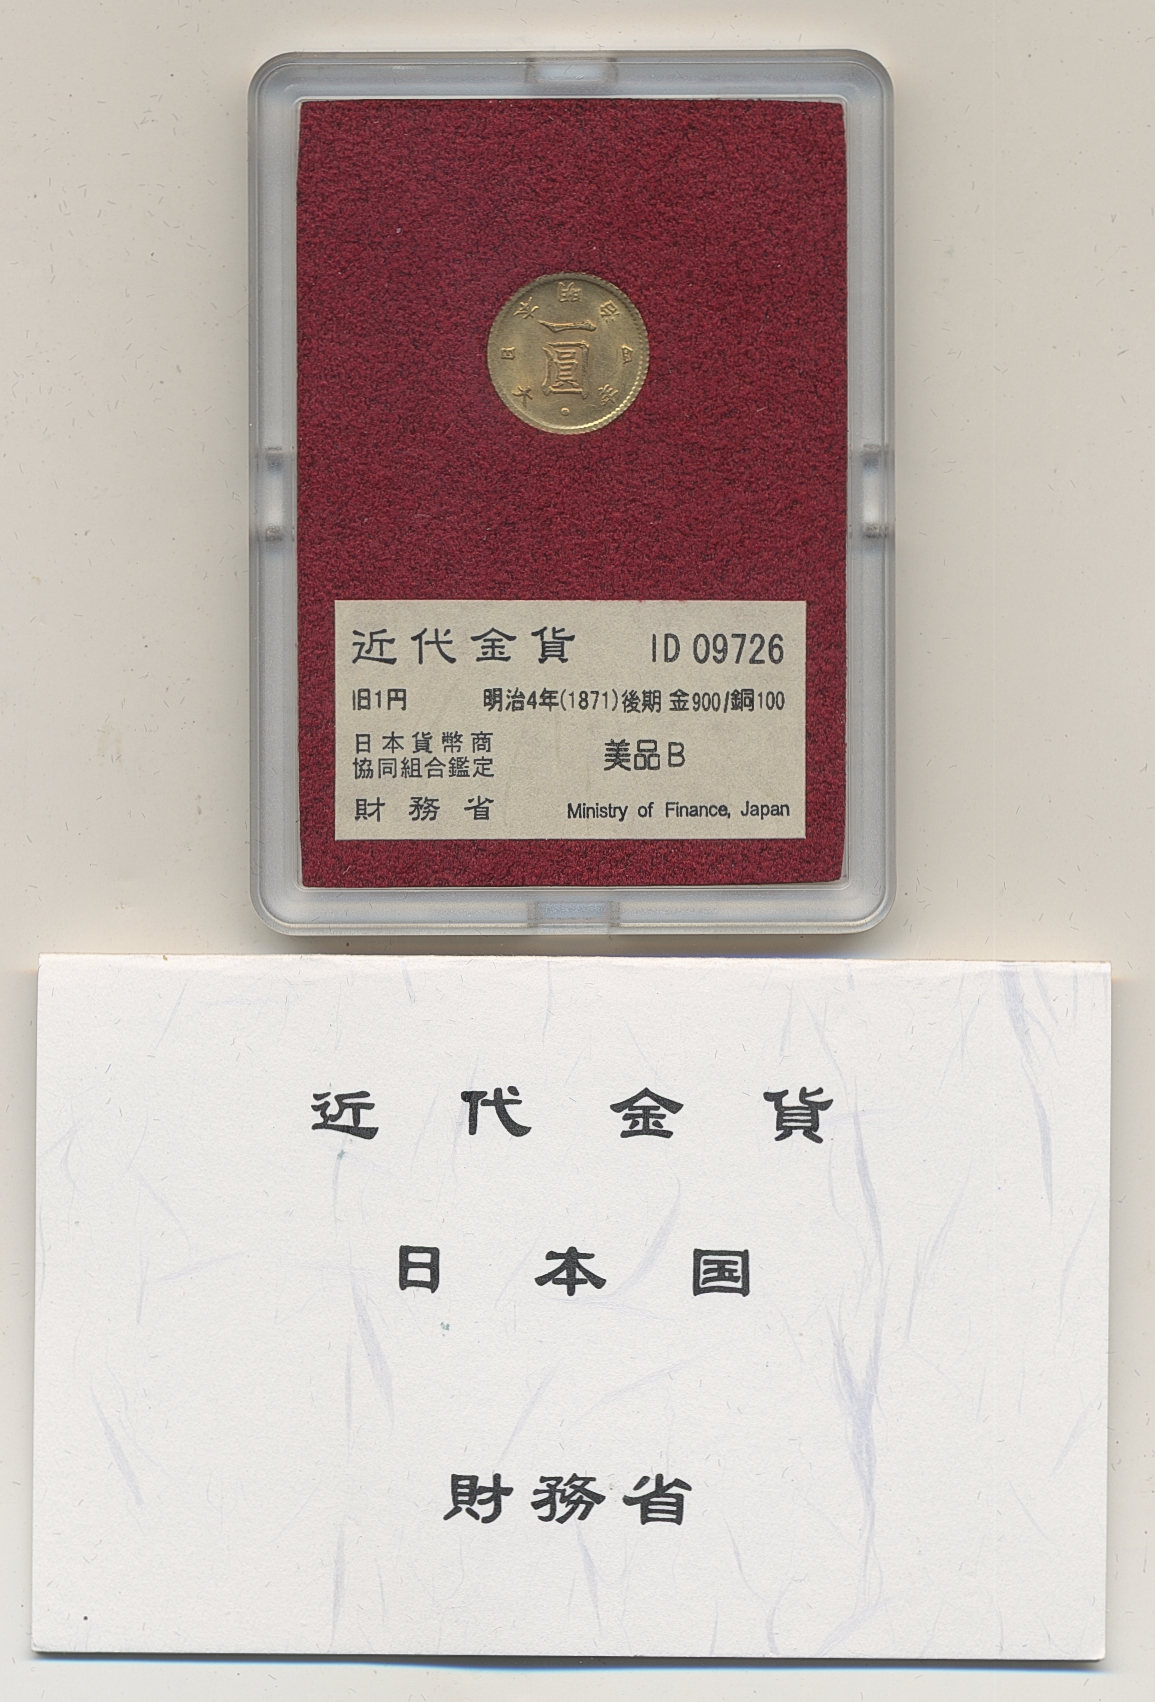 大日本明治四年
一圓
近代金貨 ID 09726
旧1円 明治4年(1871)後期 金900/銅100
日本貨幣商
協同組合鑑定
美品B
財務省 Ministry of Finance, Japan
近代金貨
日本国
財務省